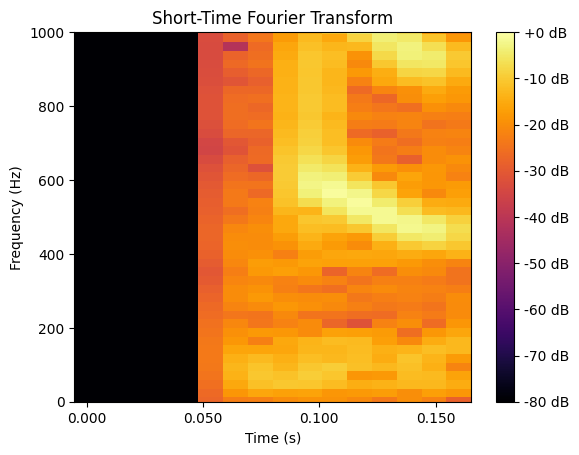 Short-Time Fourier Transform
1000
800
600
400
200
0
Frequency (Hz)
0.000
0.050
0.100
0.150
Time (s)
+0 dB
-10 dB
-20 dB
-30 dB
-40 dB
-50 dB
-60 dB
-70 dB
-80 dB